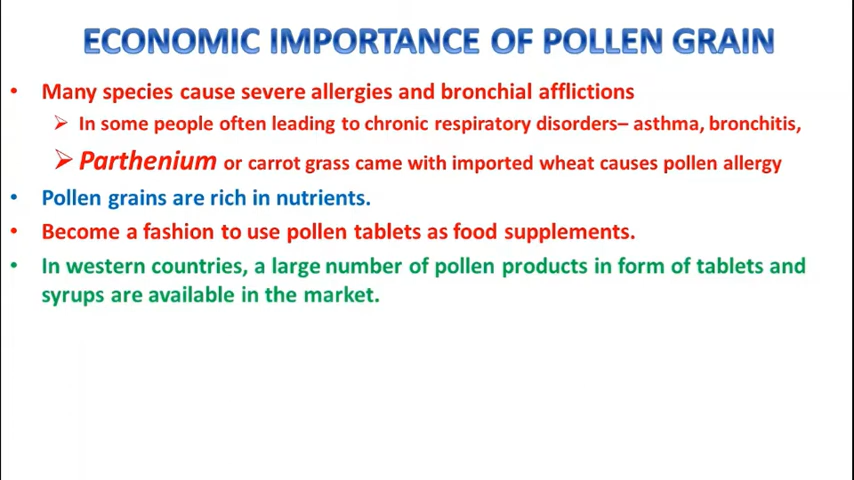 ECONOMIC IMPORTANCE OF POLLEN GRAIN
• Many species cause severe allergies and bronchial afflictions
➢ In some people often leading to chronic respiratory disorders– asthma, bronchitis,
➢ Parthenium or carrot grass came with imported wheat causes pollen allergy
• Pollen grains are rich in nutrients.
• Become a fashion to use pollen tablets as food supplements.
• In western countries, a large number of pollen products in form of tablets and
syrups are available in the market.